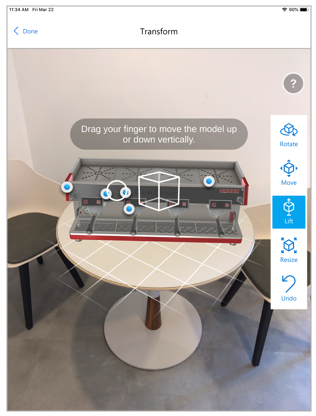 11:34 AM Fri Mar 22
90%
Done
Transform
?
Drag your finger to move the model up
or down vertically.
Rotate
Move
Lift
Resize
Undo